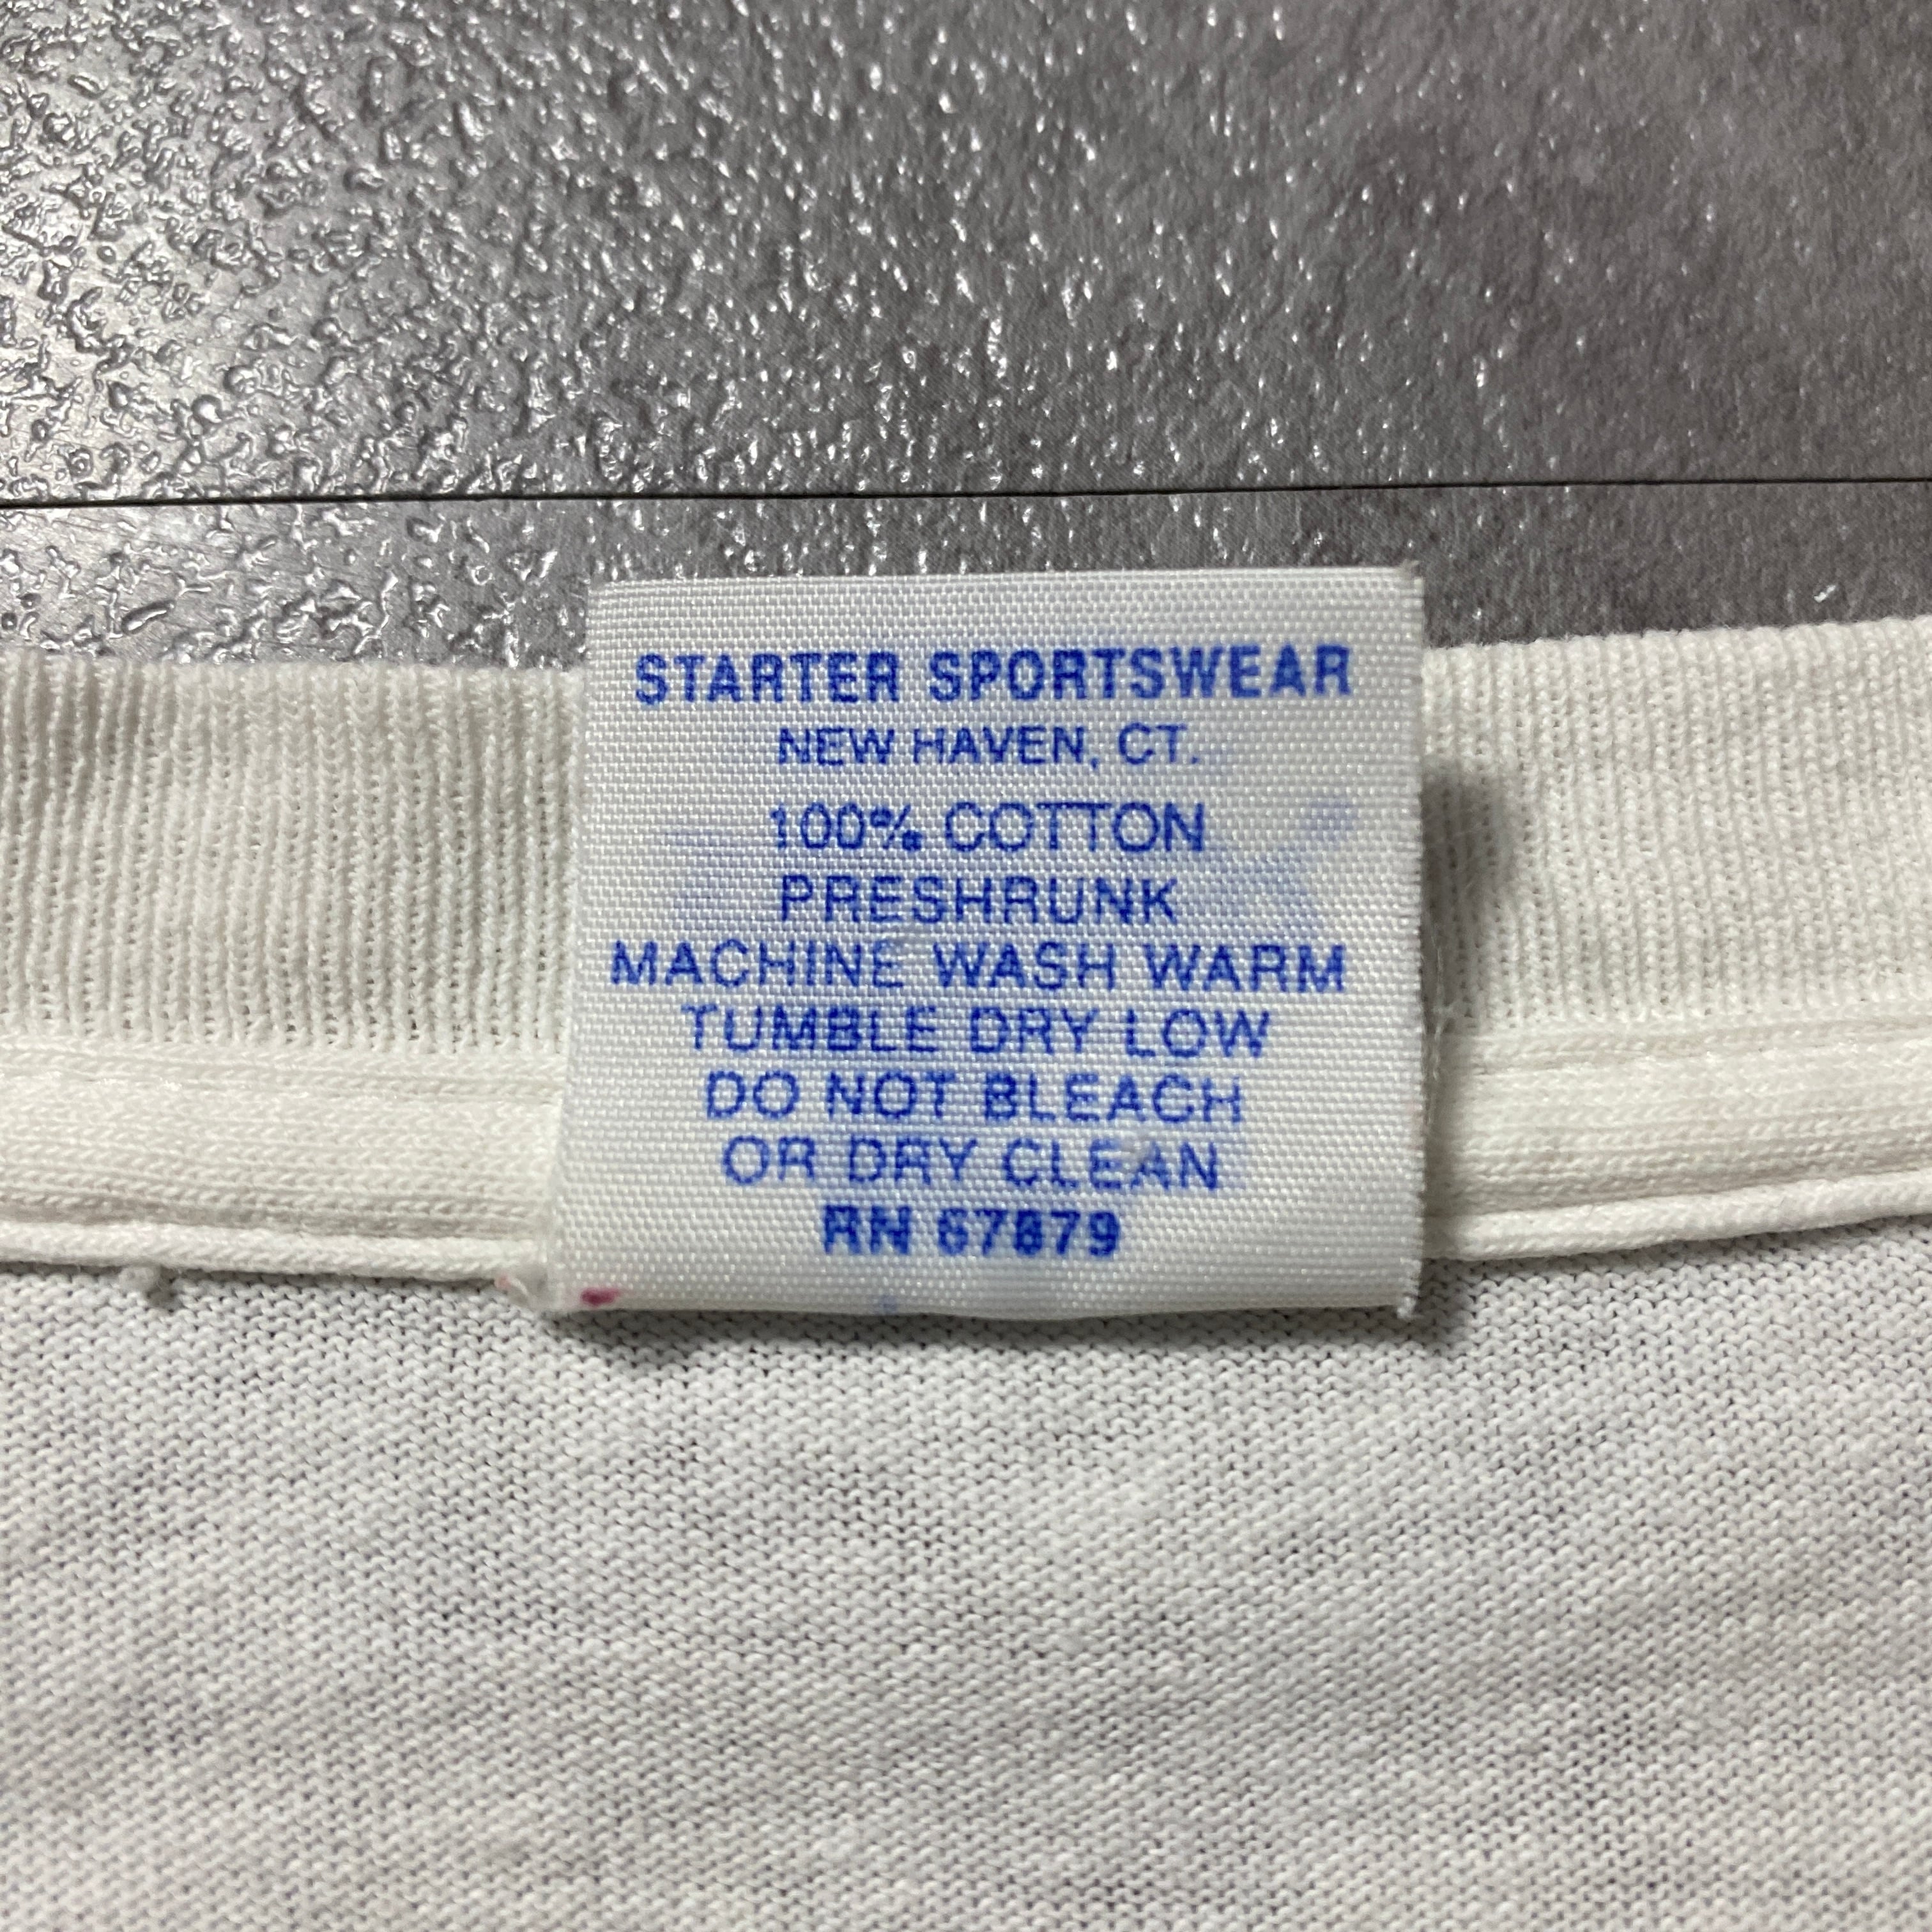 STARTER SPORTSWEAR
NEW HAVEN, CT.
100% COTTON
PRESHRUNK
MACHINE WASH WARM
TUMBLE DRY LOW
DO NOT BLEACH
OR DRY CLEAN
RN 67879